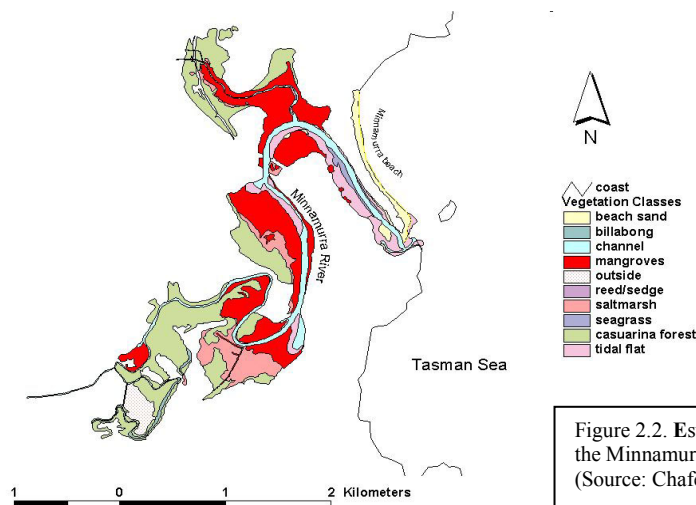 Minnamurra beach
N
Minnamurra River
coast
Vegetation Classes
beach sand
billabong
channel
mangroves
outside
reed/sedge
saltmarsh
seagrass
casuarina forest
tidal flat
Tasman Sea
Figure 2.2. Es
the Minnamur
(Source: Chafe
1 0 1 2 Kilometers